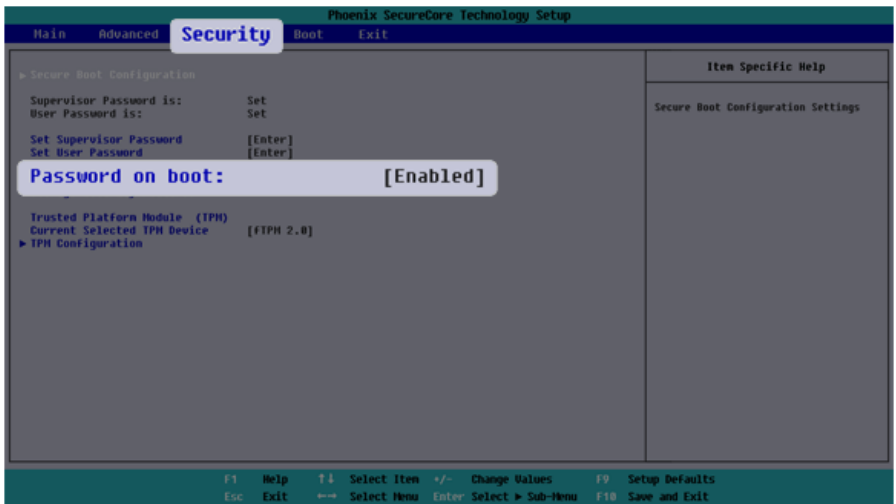 Phoenix SecureCore Technology Setup
Main Advanced Security Boot Exit
▶ Secure Boot Configuration
Item Specific Help
Supervisor Password is: Set
User Password is: Set
Secure Boot Configuration Settings
Set Supervisor Password [Enter]
Set User Password [Enter]
Password on boot: [Enabled]
Trusted Platform Module (TPM)
Current Selected TPM Device [fTPM 2.0]
▶ TPM Configuration
F1 Help ↑↓ Select Item +/- Change Values F9 Setup Defaults
Esc Exit ←→ Select Menu Enter Select ▶ Sub-Menu F10 Save and Exit